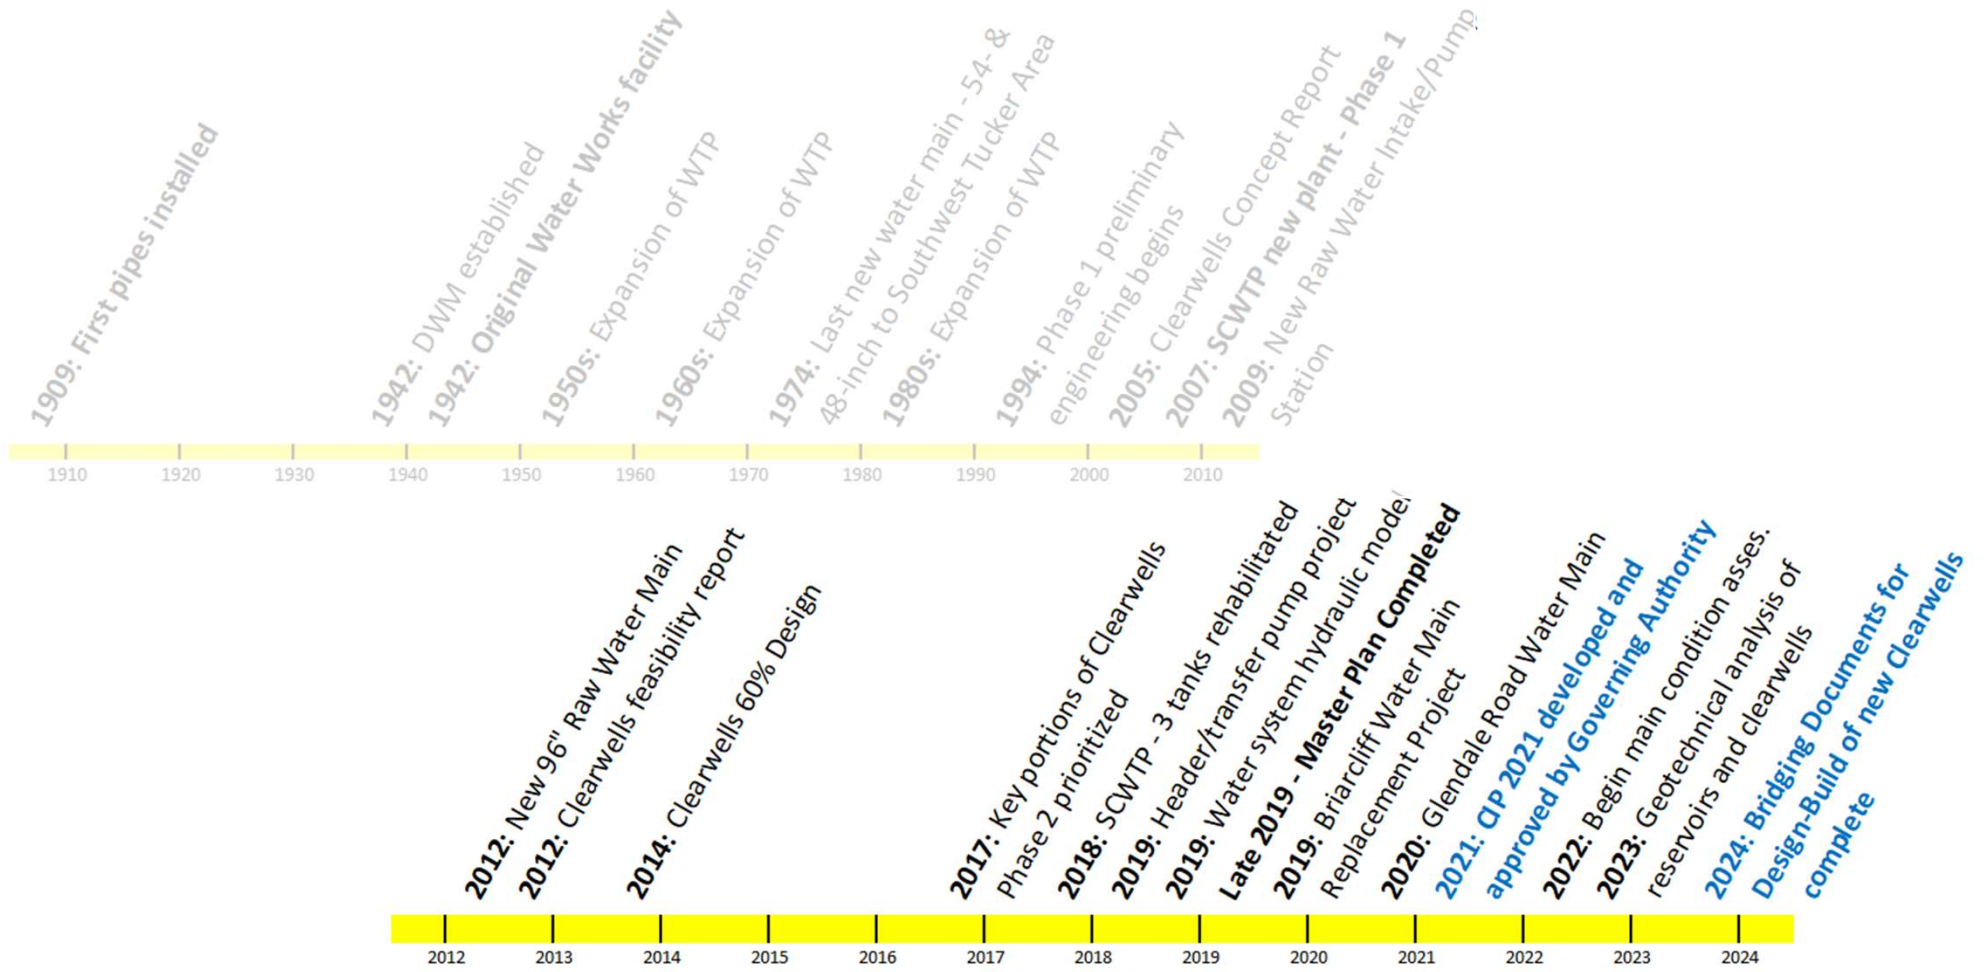 1909: First pipes installed
1942: DWM established
1942: Original Water Works facility
1950s: Expansion of WTP
1960s: Expansion of WTP
1974: Last new water main - 54- &
48-inch to Southwest Tucker Area
1980s: Expansion of WTP
1994: Phase 1 preliminary
engineering begins
2005: Clearwells Concept Report
2007: SCWTP new plant - Phase 1
2009: New Raw Water Intake/Pump
Station
1910 1920 1930 1940 1950 1960 1970 1980 1990 2000 2010
2012: New 96" Raw Water Main
2012: Clearwells feasibility report
2014: Clearwells 60% Design
2017: Key portions of Clearwells
Phase 2 prioritized
2018: SCWTP - 3 tanks rehabilitated
2019: Header/transfer pump project
2019: Water system hydraulic model
Late 2019 - Master Plan Completed
2019: Briarcliff Water Main
Replacement Project
2020: Glendale Road Water Main
2021: CIP 2021 developed and
approved by Governing Authority
2022: Begin main condition asses.
2023: Geotechnical analysis of
reservoirs and clearwells
2024: Bridging Documents for
Design-Build of new Clearwells
complete
2012 2013 2014 2015 2016 2017 2018 2019 2020 2021 2022 2023 2024